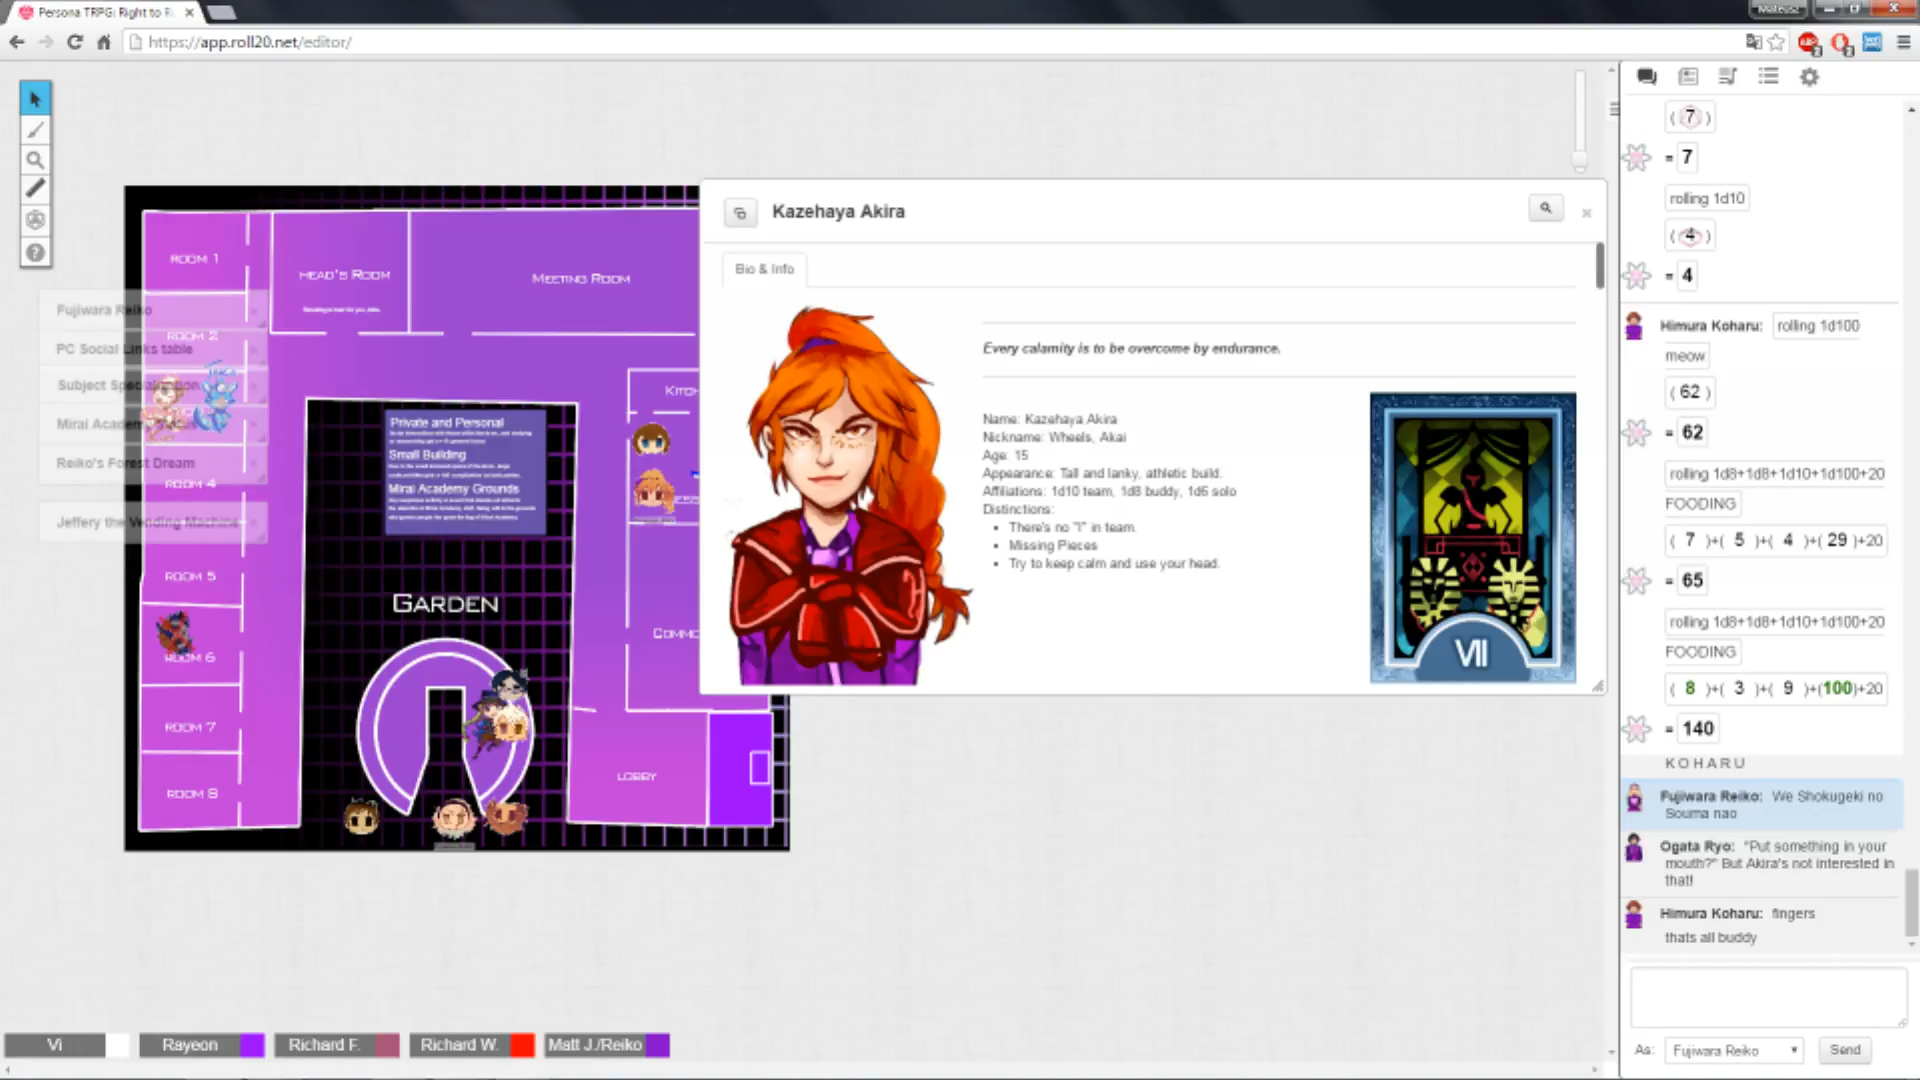 Persona TRPG: Right to R
Mateusz
https://app.roll20.net/editor/
ROOM 1
HEAD'S ROOM
MEETING ROOM
Fujiwara Reiko
ROOM 2
PC Social Links table
Subject Specialization
Mirai Academy
Reiko's Forest Dream
ROOM 4
Jeffery the Vending Machine
ROOM 5
ROOM 6
ROOM 7
ROOM 8
Private and Personal
Small Building
Mirai Academy Grounds
GARDEN
KITCH
COMMO
LOBBY
Kazehaya Akira
Bio & Info
Every calamity is to be overcome by endurance.
Name: Kazehaya Akira
Nickname: Wheels, Akai
Age: 15
Appearance: Tall and lanky, athletic build.
Affiliations: 1d10 team, 1d8 buddy, 1d6 solo
Distinctions:
There's no "I" in team.
Missing Pieces
Try to keep calm and use your head.
VII
( 7 )
= 7
rolling 1d10
( 4 )
= 4
Himura Koharu: rolling 1d100
meow
( 62 )
= 62
rolling 1d8+1d8+1d10+1d100+20
FOODING
( 7 )+( 5 )+( 4 )+( 29 )+20
= 65
rolling 1d8+1d8+1d10+1d100+20
FOODING
( 8 )+( 3 )+( 9 )+(100)+20
= 140
K O H A R U
Fujiwara Reiko: We Shokugeki no
Souma nao
Ogata Ryo: "Put something in your
mouth?" But Akira's not interested in
that!
Himura Koharu: fingers
thats all buddy
As: Fujiwara Reiko
Send
Vi
Rayeon
Richard F.
Richard W.
Matt J./Reiko